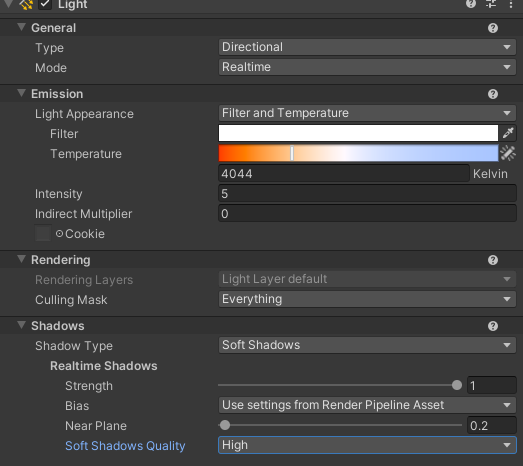 Light
General
Type Directional
Mode Realtime
Emission
Light Appearance Filter and Temperature
Filter
Temperature
4044 Kelvin
Intensity 5
Indirect Multiplier 0
Cookie
Rendering
Rendering Layers Light Layer default
Culling Mask Everything
Shadows
Shadow Type Soft Shadows
Realtime Shadows
Strength 1
Bias Use settings from Render Pipeline Asset
Near Plane 0.2
Soft Shadows Quality High